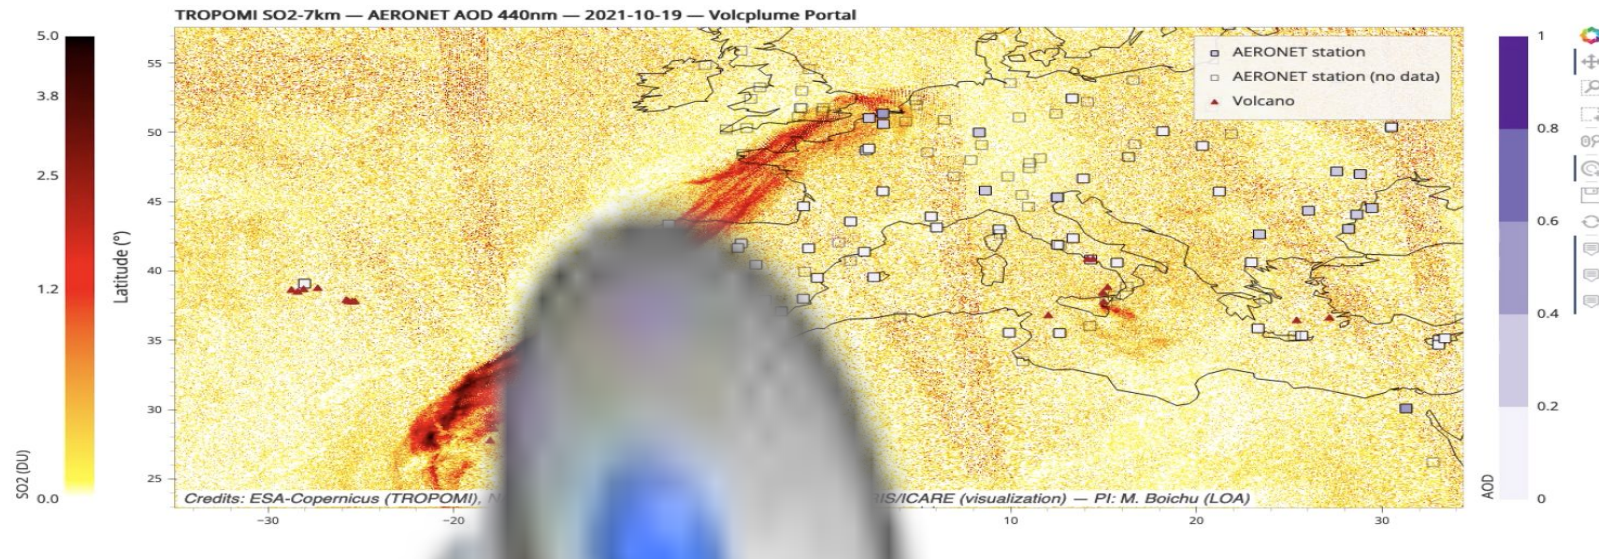 TROPOMI SO2-7km — AERONET AOD 440nm — 2021-10-19 — Volcplume Portal
5.0
3.8
2.5
1.2
0.0
SO2 (DU)
Latitude (°)
55
50
45
40
35
30
25
AERONET station
AERONET station (no data)
Volcano
Credits: ESA-Copernicus (TROPOMI),
/ICARE (visualization) — PI: M. Boichu (LOA)
−30
−20
10
20
30
1
0.8
0.6
0.4
0.2
0
AOD